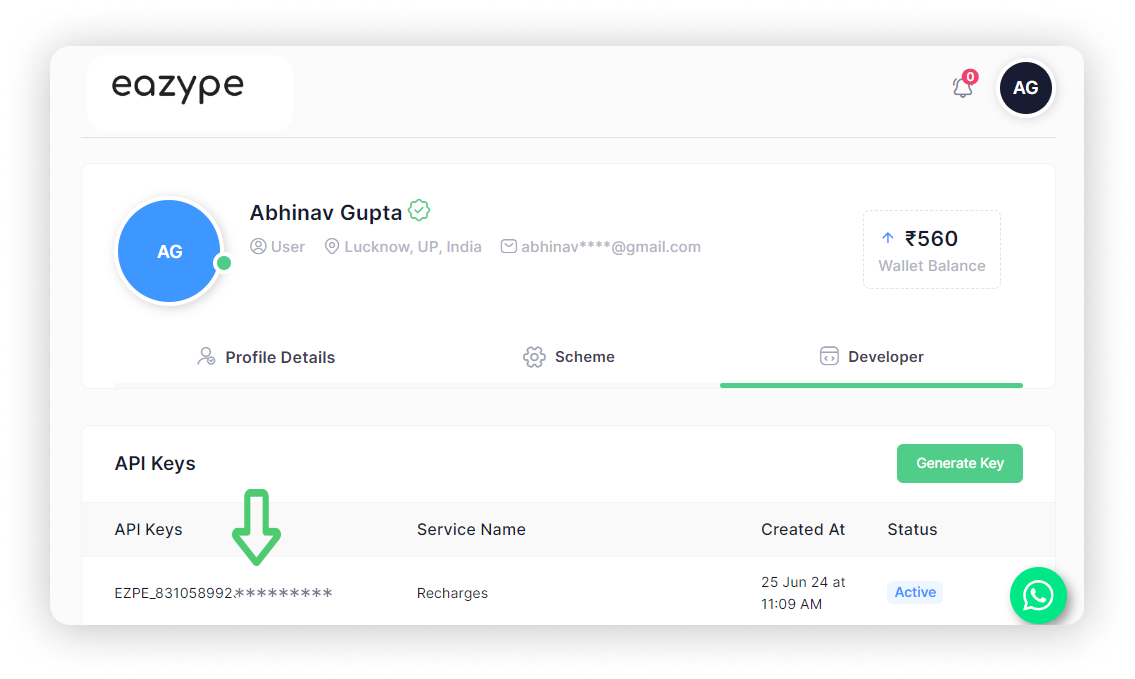 eazype
0
AG
AG
Abhinav Gupta
User Lucknow, UP, India abhinav****@gmail.com
₹560
Wallet Balance
Profile Details Scheme Developer
API Keys
Generate Key
API Keys Service Name Created At Status
EZPE_831058992********* Recharges 25 Jun 24 at
11:09 AM
Active